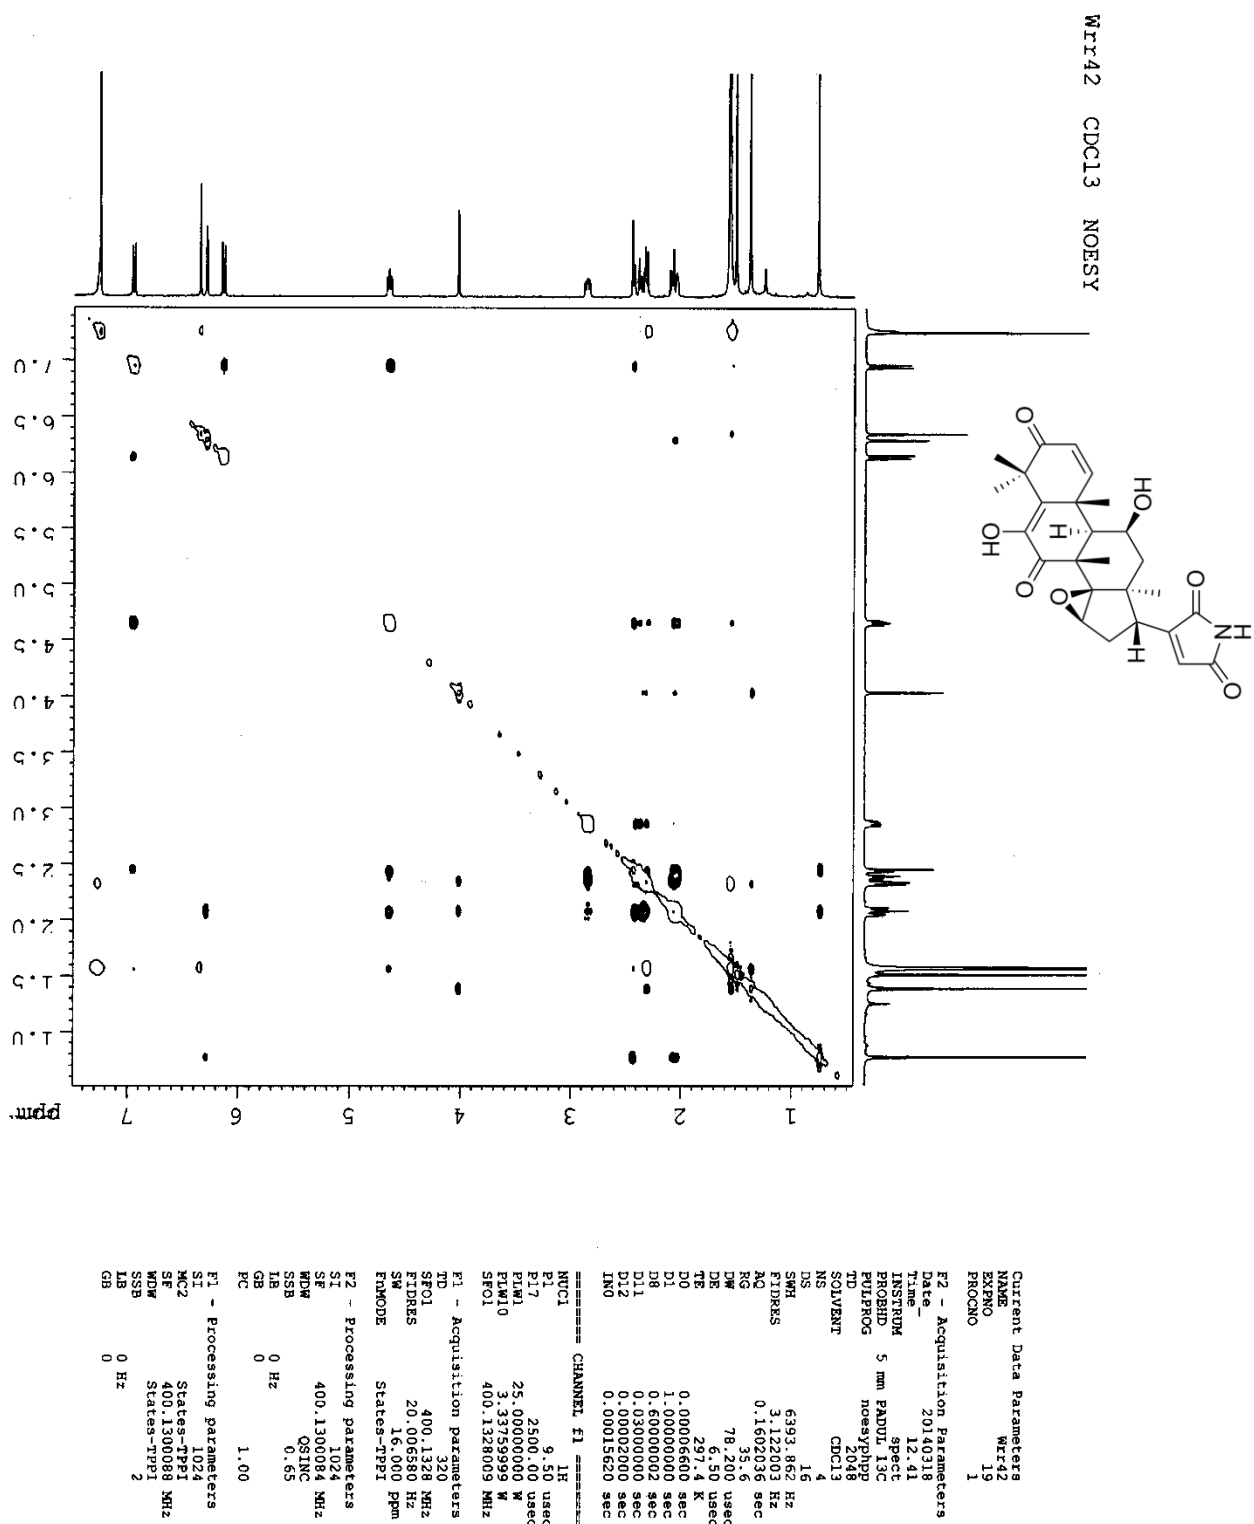 Wrr42 CDCl3 NOESY
O
HO
H
OH
O
O
O
N
H
O
H
7.0
6.5
6.0
5.5
5.0
4.5
4.0
3.5
3.0
2.5
2.0
1.5
1.0
ppm
7
6
5
4
3
2
1
Current Data Parameters
NAME Wrr42
EXPNO 19
PROCNO 1
F2 - Acquisition Parameters
Date_ 20140318
Time_ 12.41
INSTRUM spect
PROBHD 5 mm PADUL 13C
PULPROG noesyphpp
TD 2048
SOLVENT CDCl3
NS 4
DS 16
SWH 6393.862 Hz
FIDRES 3.122003 Hz
AQ 0.1602036 sec
RG 35.6
DW 78.200 usec
DE 6.50 usec
TE 297.4 K
D0 0.00006600 sec
D1 1.00000000 sec
D8 0.60000002 sec
D11 0.03000000 sec
D12 0.00002000 sec
IN0 0.00015620 sec
======== CHANNEL f1 ========
NUC1 1H
P1 9.50 usec
P17 2500.00 usec
PLW1 25.00000000 W
PLW10 3.33759999 W
SFO1 400.1328009 MHz
F1 - Acquisition parameters
TD 320
SFO1 400.1328 MHz
FIDRES 20.006580 Hz
SW 16.000 ppm
FnMODE States-TPPI
F2 - Processing parameters
SI 1024
SF 400.1300084 MHz
WDW QSINC
SSB 0.65
LB 0 Hz
GB 0
PC 1.00
F1 - Processing parameters
SI 1024
MC2 States-TPPI
SF 400.1300088 MHz
WDW States-TPPI
SSB 2
LB 0 Hz
GB 0